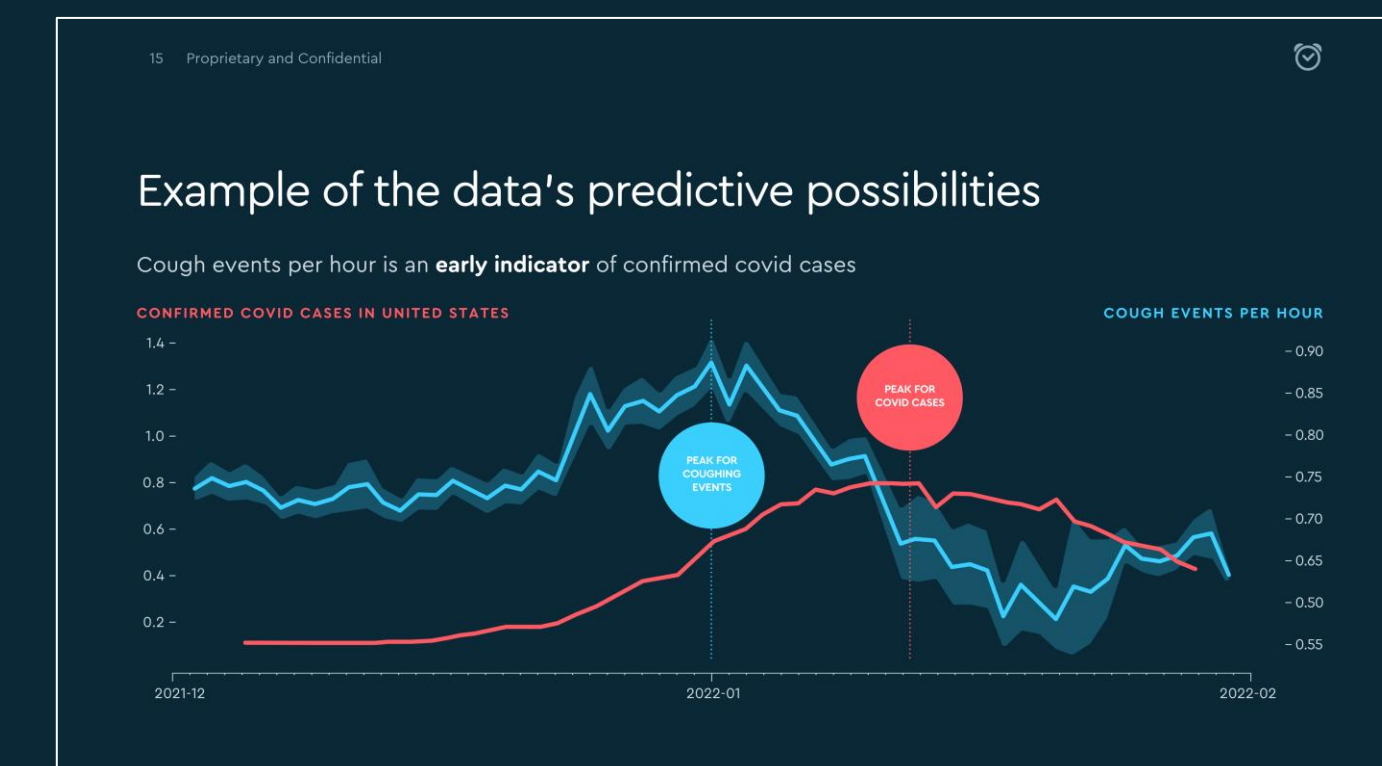 15 Proprietary and Confidential
Example of the data's predictive possibilities
Cough events per hour is an early indicator of confirmed covid cases
CONFIRMED COVID CASES IN UNITED STATES
COUGH EVENTS PER HOUR
1.4 –
1.2 –
1.0 –
0.8 –
0.6 –
0.4 –
0.2 –
PEAK FOR
COUGHING
EVENTS
PEAK FOR
COVID CASES
– 0.90
– 0.85
– 0.80
– 0.75
– 0.70
– 0.65
– 0.50
– 0.55
2021-12
2022-01
2022-02